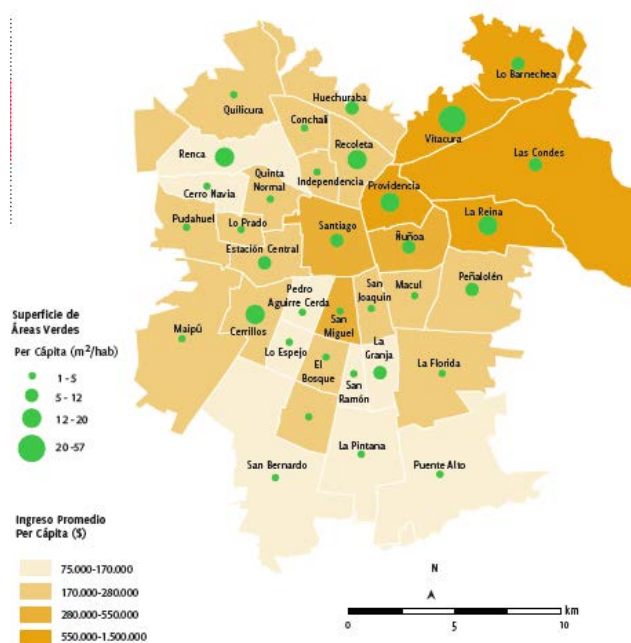 Lo Barnechea
Quilicura
Huechuraba
Conchali
Vitacura
Renca
Recoleta
Las Condes
Quinta
Normal
Independencia
Cerro Navia
Providencia
La Reina
Pudahuel
Lo Prado
Santiago
Ñuñoa
Estación Central
Peñalolén
Pedro
Aguirre Cerda
San
Joaquin
Macul
Maipú
Cerrillos
San
Miguel
La
Granja
Lo Espejo
El
Bosque
San
Ramón
La Florida
La Pintana
San Bernardo
Puente Alto
Superficie de
Áreas Verdes
Per Cápita (m²/hab)
1 - 5
5 - 12
12 - 20
20 -57
Ingreso Promedio
Per Cápita ($)
75.000-170.000
170.000-280.000
280.000-550.000
550.000-1.500.000
N
km
0
5
10